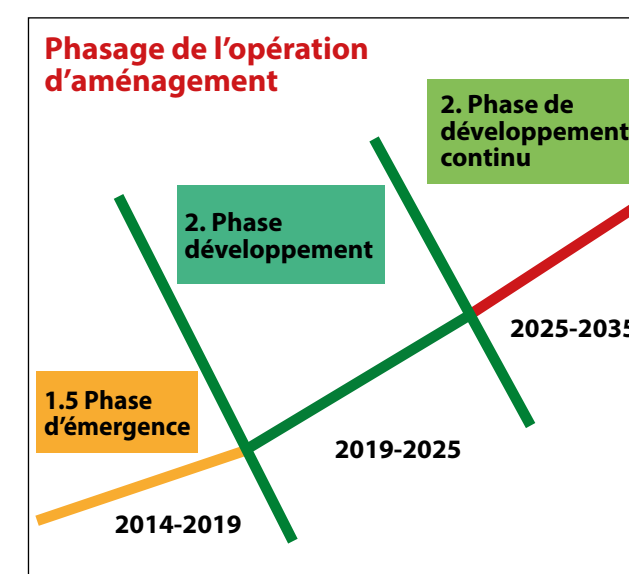 Phasage de l’opération
d’aménagement
2. Phase de
développement
continu
2. Phase
développement
2025-2035
1.5 Phase
d’émergence
2019-2025
2014-2019